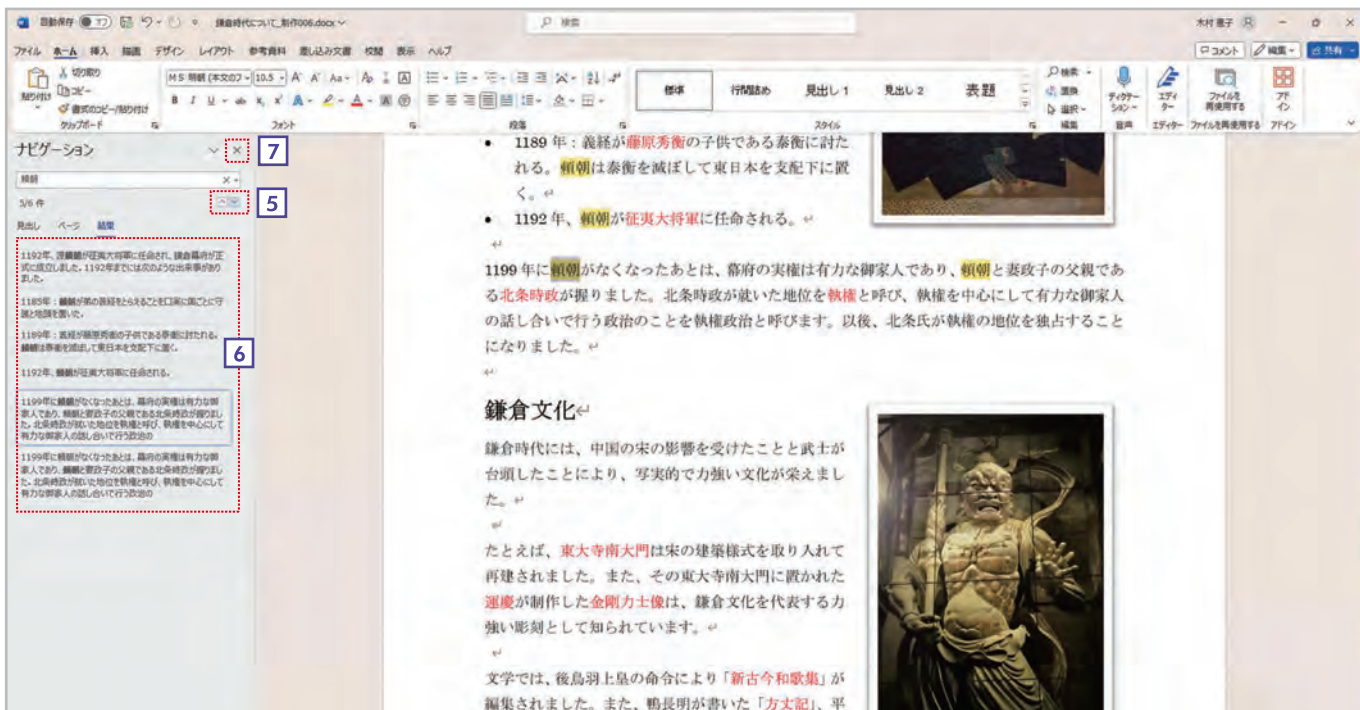 自動保存 オフ 鎌倉時代について_制作006.docx
検索
木村 恵子
ファイル ホーム 挿入 描画 デザイン レイアウト 参考資料 差し込み文書 校閲 表示 ヘルプ
コメント 編集 共有
貼り付け
切り取り
コピー
書式のコピー/貼り付け
クリップボード
MS 明朝 (本文のフ 10.5
フォント
段落
標準 行間詰め 見出し 1 見出し 2 表題
スタイル
検索
置換
選択
編集
ディクテーション
音声
エディター
エディター
ファイルを再使用する
ファイルを再使用する
アドイン
アドイン
ナビゲーション
7
頼朝
5/6 件
5
見出し ページ 結果
1192年、源頼朝が征夷大将軍に任命され、鎌倉幕府が正
式に成立しました。1192年までには次のような出来事があり
ました。
1185年：頼朝が弟の義経をとらえることを口実に国ごとに守
護と地頭を置いた。
1189年：義経が藤原秀衡の子供である泰衡に討たれる。
頼朝は泰衡を滅ぼして東日本を支配下に置く。
1192年、頼朝が征夷大将軍に任命される。
1199年に頼朝がなくなったあとは、幕府の実権は有力な御
家人であり、頼朝と妻政子の父親である北条時政が握りまし
た。北条時政が就いた地位を執権と呼び、執権を中心にして
有力な御家人の話し合いで行う政治の
1199年に頼朝がなくなったあとは、幕府の実権は有力な御
家人であり、頼朝と妻政子の父親である北条時政が握りまし
た。北条時政が就いた地位を執権と呼び、執権を中心にして
有力な御家人の話し合いで行う政治の
6
• 1189 年：義経が藤原秀衡の子供である泰衡に討た
れる。頼朝は泰衡を滅ぼして東日本を支配下に置
く。
• 1192 年、頼朝が征夷大将軍に任命される。
1199 年に頼朝がなくなったあとは、幕府の実権は有力な御家人であり、頼朝と妻政子の父親であ
る北条時政が握りました。北条時政が就いた地位を執権と呼び、執権を中心にして有力な御家人
の話し合いで行う政治のことを執権政治と呼びます。以後、北条氏が執権の地位を独占すること
になりました。
鎌倉文化
鎌倉時代には、中国の宋の影響を受けたことと武士が
台頭したことにより、写実的で力強い文化が栄えまし
た。
たとえば、東大寺南大門は宋の建築様式を取り入れて
再建されました。また、その東大寺南大門に置かれた
運慶が制作した金剛力士像は、鎌倉文化を代表する力
強い彫刻として知られています。
文学では、後鳥羽上皇の命令により「新古今和歌集」が
編集されました。また、鴨長明が書いた「方丈記」、平